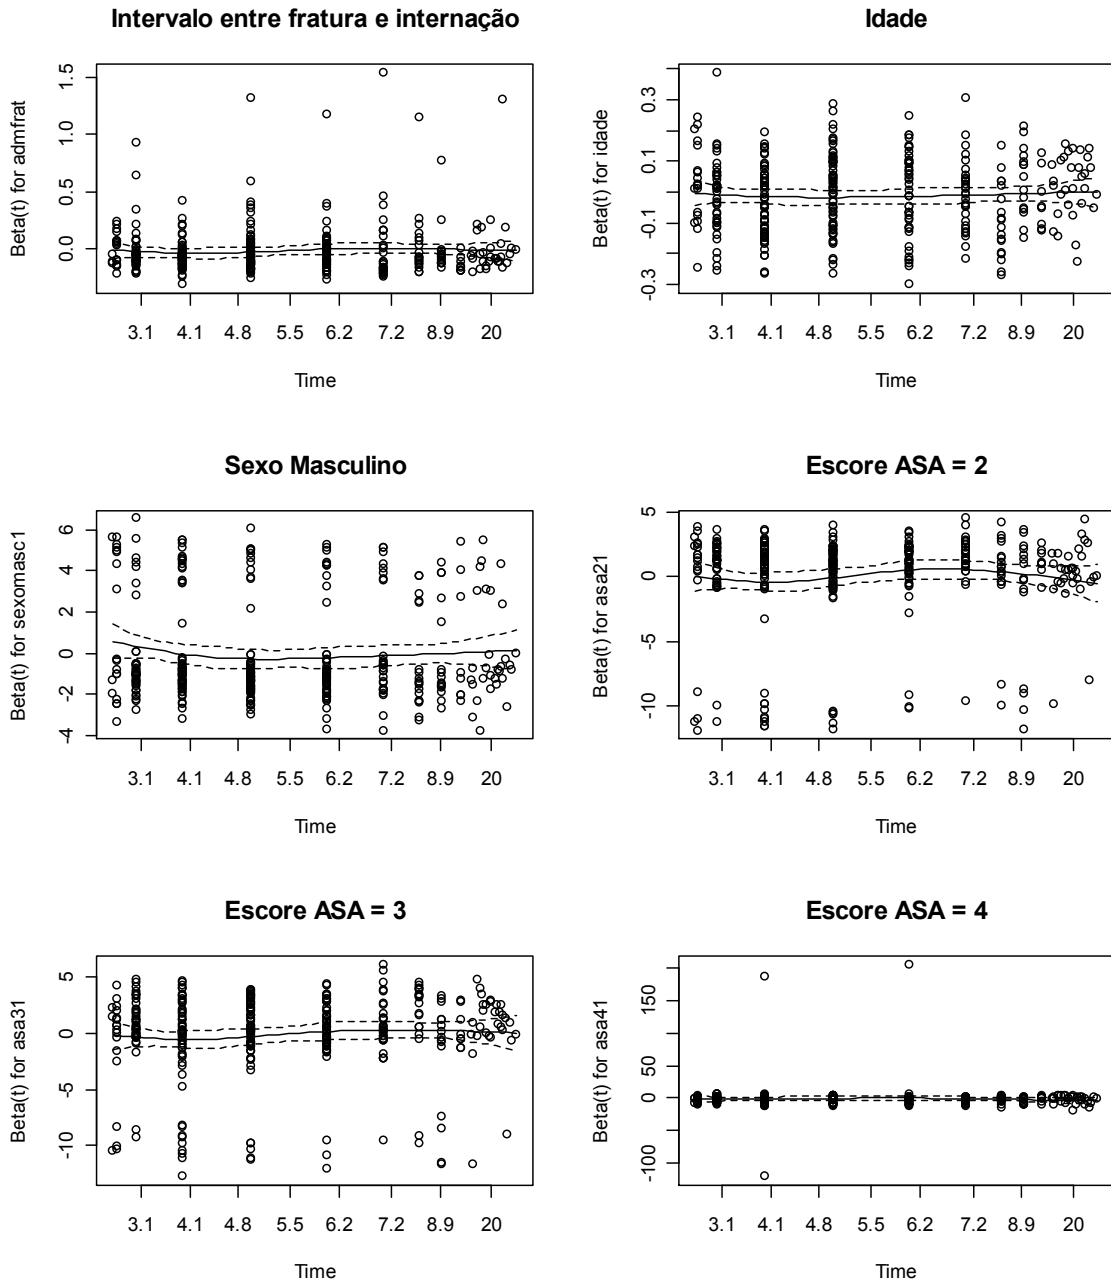 Intervalo entre fratura e internação
Beta(t) for admfrat
1.5
1.0
0.5
0.0
3.1 4.1 4.8 5.5 6.2 7.2 8.9 20
Time
Idade
Beta(t) for idade
0.3
0.1
-0.1
-0.3
3.1 4.1 4.8 5.5 6.2 7.2 8.9 20
Time
Sexo Masculino
Beta(t) for sexomasc1
6
4
2
0
-2
-4
3.1 4.1 4.8 5.5 6.2 7.2 8.9 20
Time
Escore ASA = 2
Beta(t) for asa21
5
0
-5
-10
3.1 4.1 4.8 5.5 6.2 7.2 8.9 20
Time
Escore ASA = 3
Beta(t) for asa31
5
0
-5
-10
3.1 4.1 4.8 5.5 6.2 7.2 8.9 20
Time
Escore ASA = 4
Beta(t) for asa41
150
50
0
-100
3.1 4.1 4.8 5.5 6.2 7.2 8.9 20
Time